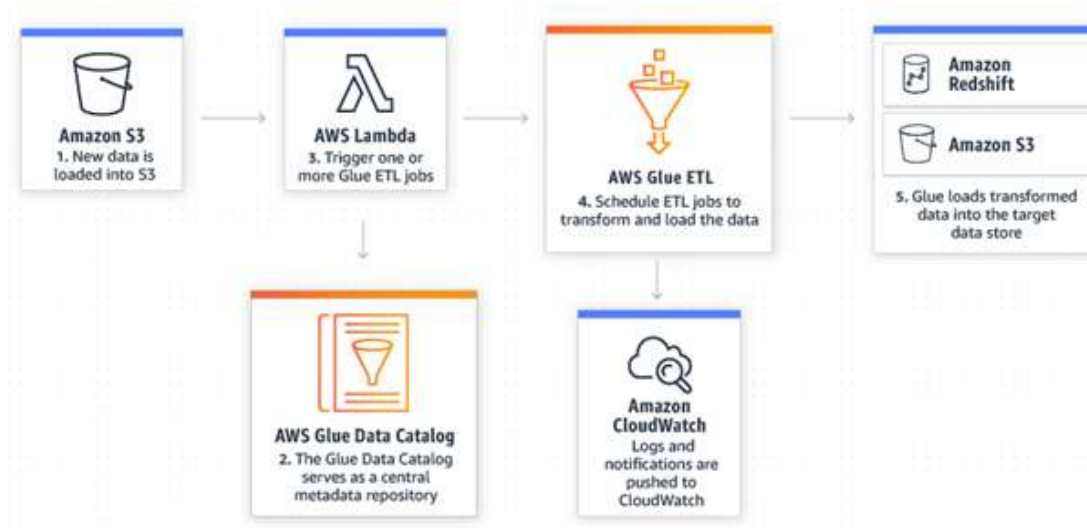 Amazon S3
1. New data is
loaded into S3
AWS Lambda
3. Trigger one or
more Glue ETL jobs
AWS Glue ETL
4. Schedule ETL jobs to
transform and load the data
Amazon
Redshift
Amazon S3
5. Glue loads transformed
data into the target
data store
AWS Glue Data Catalog
2. The Glue Data Catalog
serves as a central
metadata repository
Amazon
CloudWatch
Logs and
notifications are
pushed to
CloudWatch